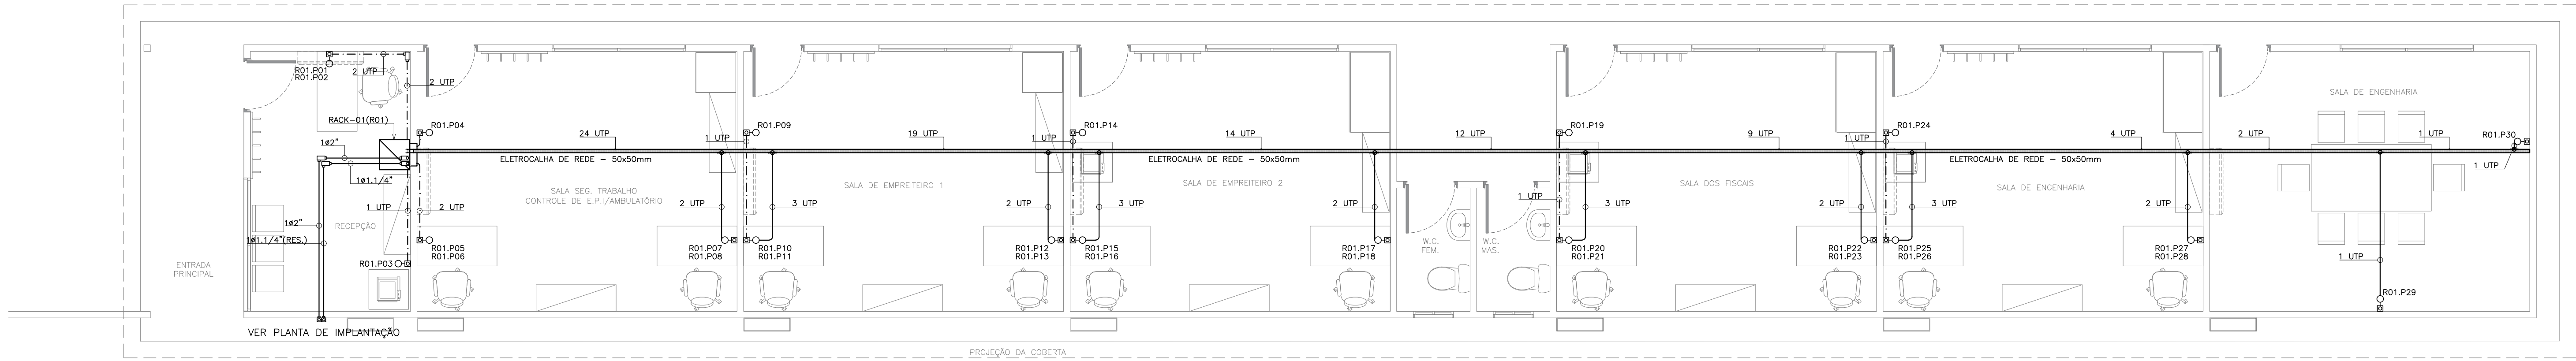 R01.P01
R01.P02
2 UTP
2 UTP
RACK-01(R01)
1ø2"
1ø1.1/4"
1 UTP
2 UTP
1ø2"
1ø1.1/4"(RES.)
RECEPÇÃO
ENTRADA
PRINCIPAL
R01.P03
VER PLANTA DE IMPLANTAÇÃO
R01.P04
24 UTP
ELETROCALHA DE REDE - 50x50mm
SALA SEG. TRABALHO
CONTROLE DE E.P.I/AMBULATÓRIO
R01.P05
R01.P06
2 UTP
R01.P07
R01.P08
1 UTP
R01.P09
19 UTP
SALA DE EMPREITEIRO 1
3 UTP
R01.P10
R01.P11
2 UTP
R01.P12
R01.P13
1 UTP
R01.P14
14 UTP
ELETROCALHA DE REDE - 50x50mm
SALA DE EMPREITEIRO 2
3 UTP
R01.P15
R01.P16
2 UTP
R01.P17
R01.P18
12 UTP
W.C.
FEM.
W.C.
MAS.
1 UTP
R01.P19
9 UTP
SALA DOS FISCAIS
3 UTP
R01.P20
R01.P21
2 UTP
R01.P22
R01.P23
1 UTP
R01.P24
4 UTP
ELETROCALHA DE REDE - 50x50mm
SALA DE ENGENHARIA
3 UTP
R01.P25
R01.P26
2 UTP
R01.P27
R01.P28
SALA DE ENGENHARIA
2 UTP
1 UTP
R01.P30
1 UTP
1 UTP
R01.P29
PROJEÇÃO DA COBERTA